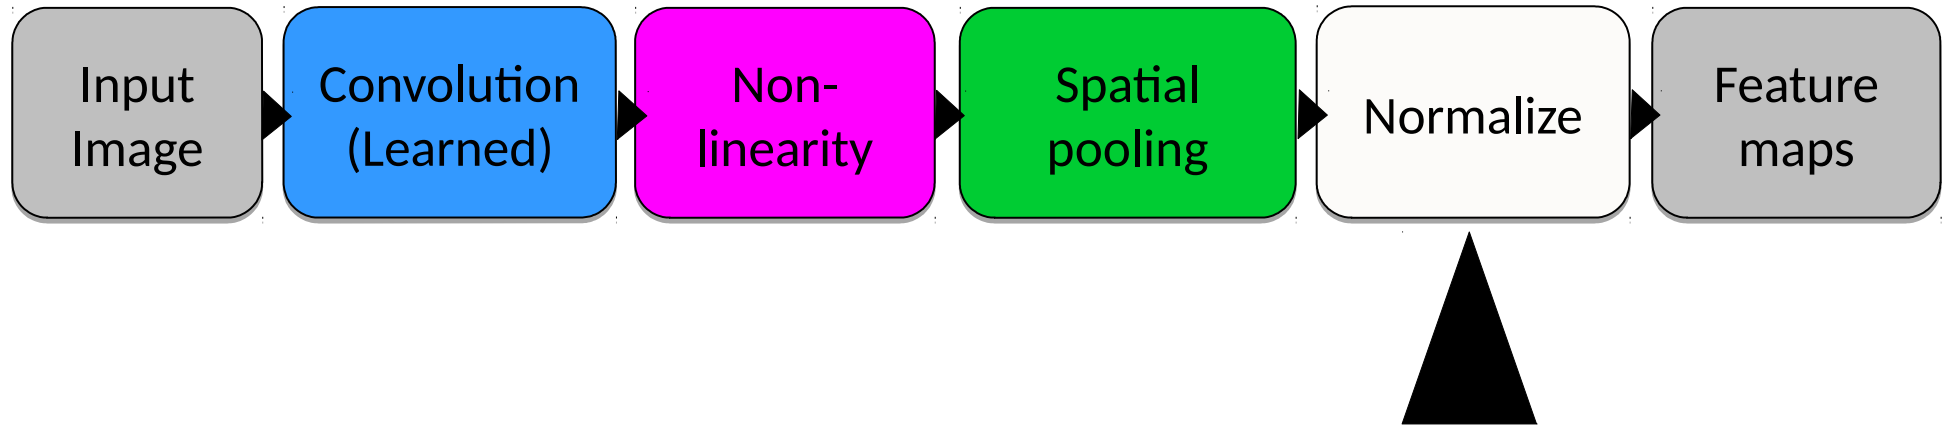 Input
Image
Convolution
(Learned)
Non-
linearity
Spatial
pooling
Normalize
Feature
maps